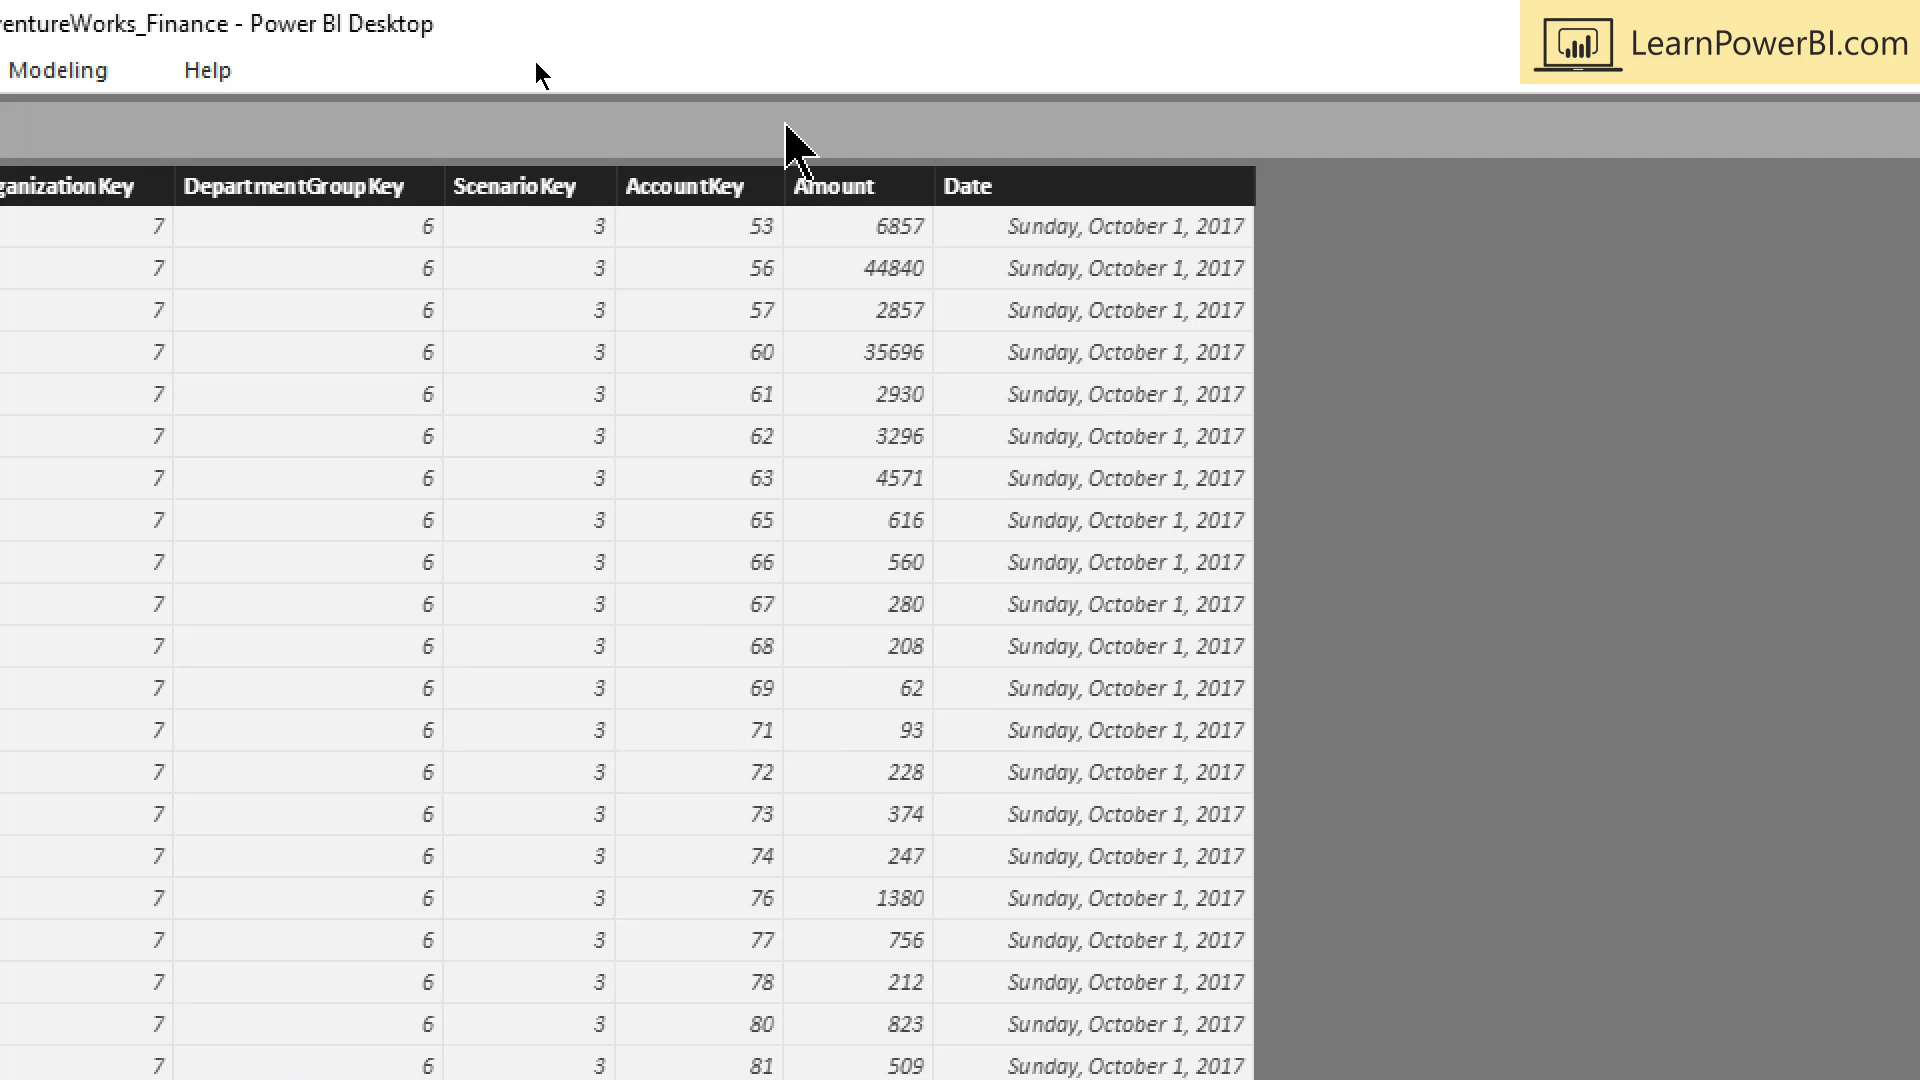 entureWorks_Finance - Power BI Desktop
LearnPowerBI.com
Modeling Help
ganizationKey DepartmentGroupKey ScenarioKey AccountKey Amount Date
7 6 3 53 6857 Sunday, October 1, 2017
7 6 3 56 44840 Sunday, October 1, 2017
7 6 3 57 2857 Sunday, October 1, 2017
7 6 3 60 35696 Sunday, October 1, 2017
7 6 3 61 2930 Sunday, October 1, 2017
7 6 3 62 3296 Sunday, October 1, 2017
7 6 3 63 4571 Sunday, October 1, 2017
7 6 3 65 616 Sunday, October 1, 2017
7 6 3 66 560 Sunday, October 1, 2017
7 6 3 67 280 Sunday, October 1, 2017
7 6 3 68 208 Sunday, October 1, 2017
7 6 3 69 62 Sunday, October 1, 2017
7 6 3 71 93 Sunday, October 1, 2017
7 6 3 72 228 Sunday, October 1, 2017
7 6 3 73 374 Sunday, October 1, 2017
7 6 3 74 247 Sunday, October 1, 2017
7 6 3 76 1380 Sunday, October 1, 2017
7 6 3 77 756 Sunday, October 1, 2017
7 6 3 78 212 Sunday, October 1, 2017
7 6 3 80 823 Sunday, October 1, 2017
7 6 3 81 509 Sunday, October 1, 2017